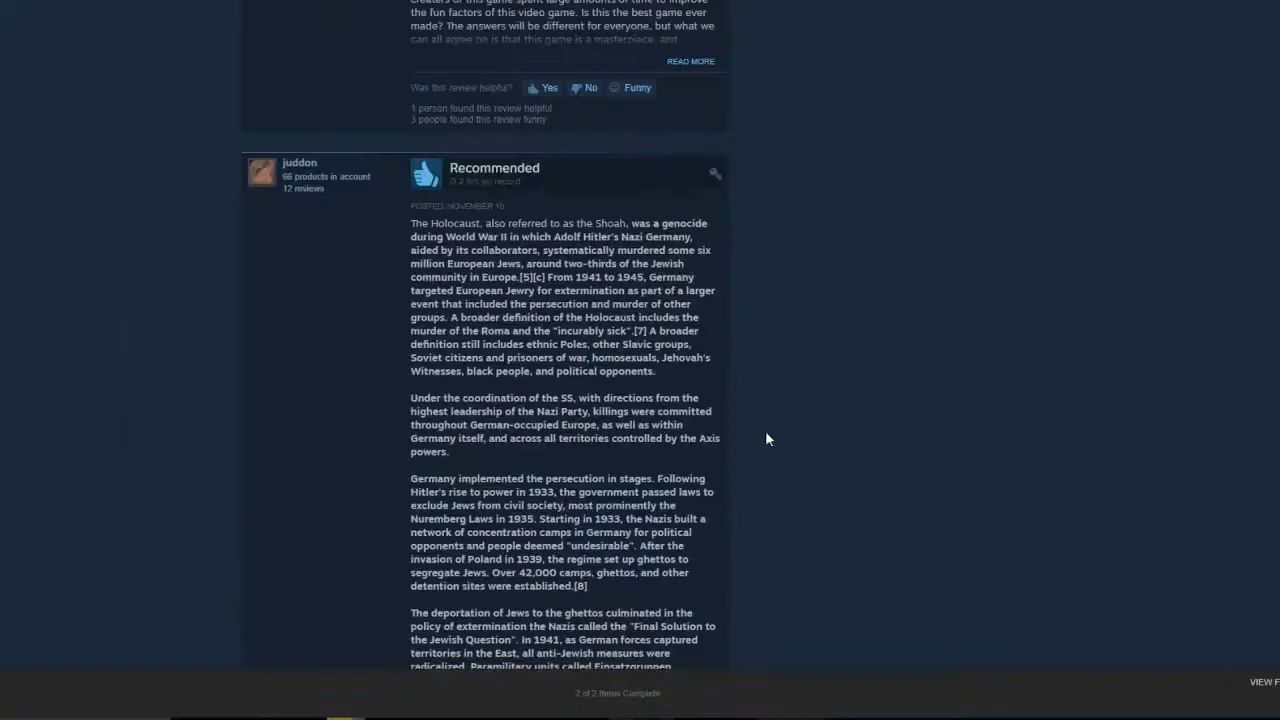 creators of this game spent large amounts of time to improve
the fun factors of this video game. Is this the best game ever
made? The answers will be different for everyone, but what we
can all agree on is that this game is a masterpiece, and
READ MORE
Was this review helpful? Yes No Funny
1 person found this review helpful
3 people found this review funny
juddon
66 products in account
12 reviews
Recommended
0.2 hrs on record
POSTED: NOVEMBER 10
The Holocaust, also referred to as the Shoah, was a genocide
during World War II in which Adolf Hitler's Nazi Germany,
aided by its collaborators, systematically murdered some six
million European Jews, around two-thirds of the Jewish
community in Europe.[5][c] From 1941 to 1945, Germany
targeted European Jewry for extermination as part of a larger
event that included the persecution and murder of other
groups. A broader definition of the Holocaust includes the
murder of the Roma and the "incurably sick".[7] A broader
definition still includes ethnic Poles, other Slavic groups,
Soviet citizens and prisoners of war, homosexuals, Jehovah's
Witnesses, black people, and political opponents.
Under the coordination of the SS, with directions from the
highest leadership of the Nazi Party, killings were committed
throughout German-occupied Europe, as well as within
Germany itself, and across all territories controlled by the Axis
powers.
Germany implemented the persecution in stages. Following
Hitler's rise to power in 1933, the government passed laws to
exclude Jews from civil society, most prominently the
Nuremberg Laws in 1935. Starting in 1933, the Nazis built a
network of concentration camps in Germany for political
opponents and people deemed "undesirable". After the
invasion of Poland in 1939, the regime set up ghettos to
segregate Jews. Over 42,000 camps, ghettos, and other
detention sites were established.[8]
The deportation of Jews to the ghettos culminated in the
policy of extermination the Nazis called the "Final Solution to
the Jewish Question". In 1941, as German forces captured
territories in the East, all anti-Jewish measures were
radicalized. Paramilitary units called Einsatzgruppen
2 of 2 Items Complete
VIEW F